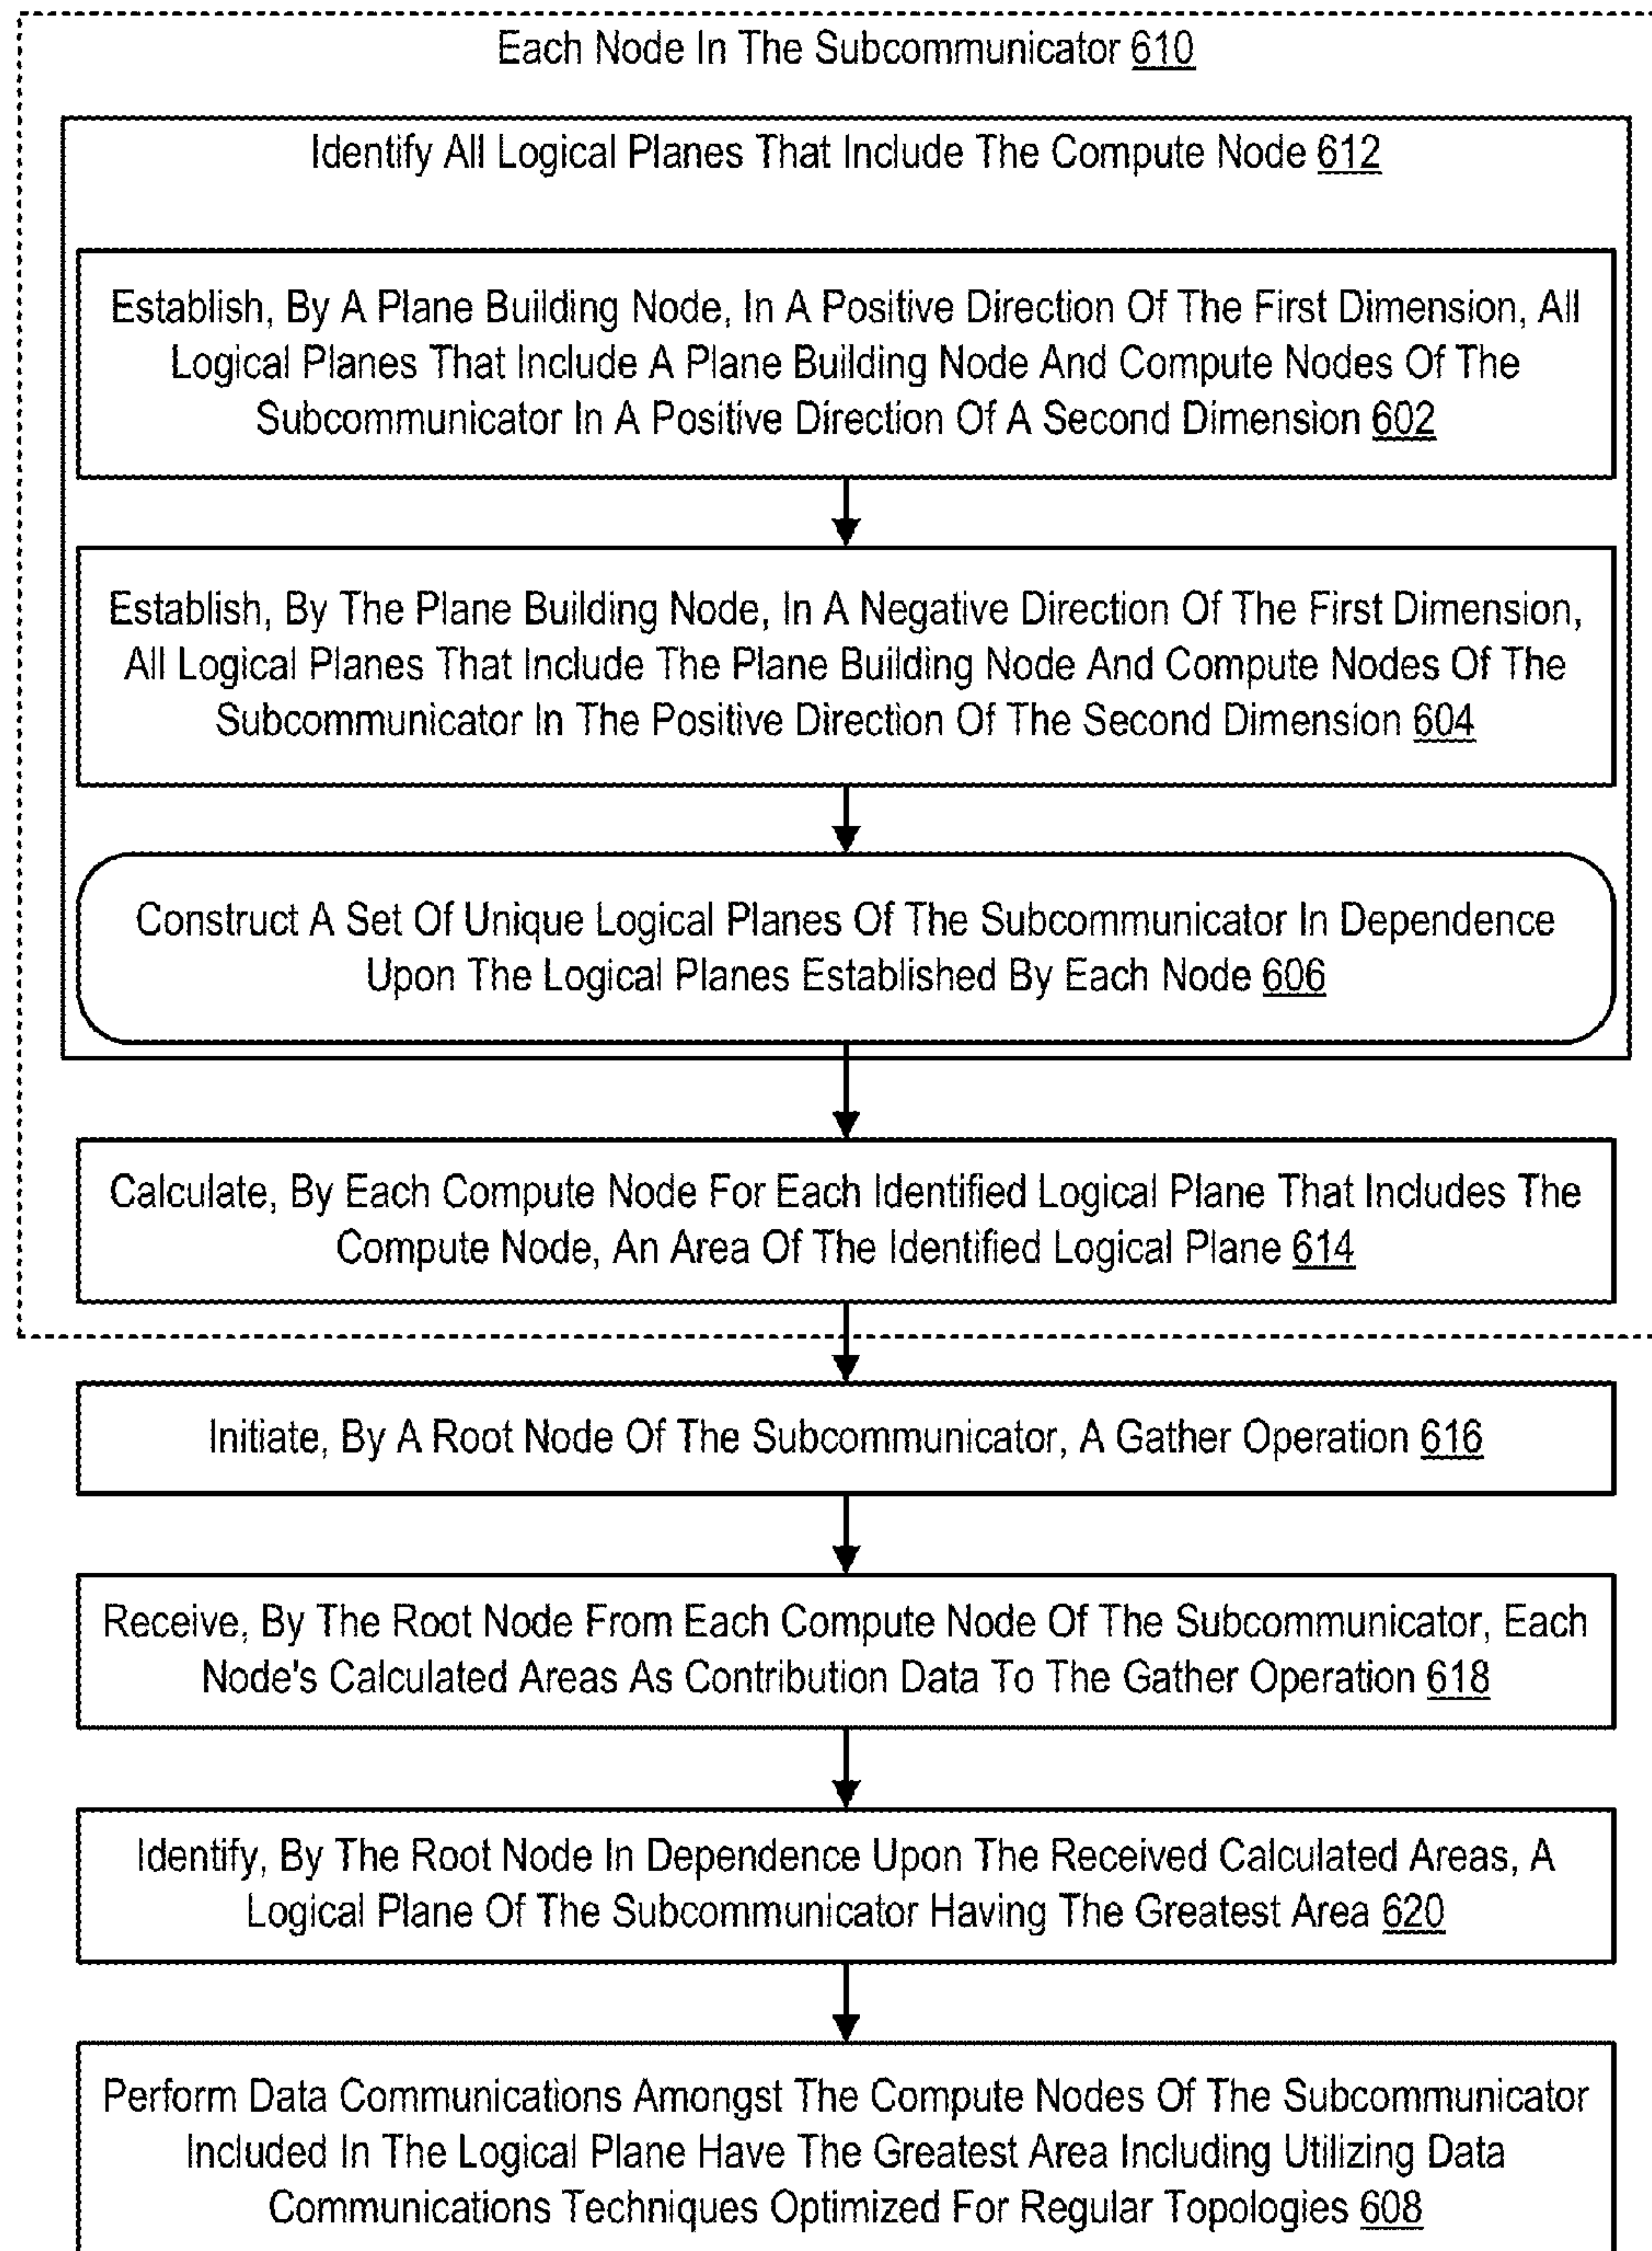 Each Node In The Subcommunicator 610
Identify All Logical Planes That Include The Compute Node 612
Establish, By A Plane Building Node, In A Positive Direction Of The First Dimension, All
Logical Planes That Include A Plane Building Node And Compute Nodes Of The
Subcommunicator In A Positive Direction Of A Second Dimension 602
Establish, By The Plane Building Node, In A Negative Direction Of The First Dimension,
All Logical Planes That Include The Plane Building Node And Compute Nodes Of The
Subcommunicator In The Positive Direction Of The Second Dimension 604
Construct A Set Of Unique Logical Planes Of The Subcommunicator In Dependence
Upon The Logical Planes Established By Each Node 606
Calculate, By Each Compute Node For Each Identified Logical Plane That Includes The
Compute Node, An Area Of The Identified Logical Plane 614
Initiate, By A Root Node Of The Subcommunicator, A Gather Operation 616
Receive, By The Root Node From Each Compute Node Of The Subcommunicator, Each
Node's Calculated Areas As Contribution Data To The Gather Operation 618
Identify, By The Root Node In Dependence Upon The Received Calculated Areas, A
Logical Plane Of The Subcommunicator Having The Greatest Area 620
Perform Data Communications Amongst The Compute Nodes Of The Subcommunicator
Included In The Logical Plane Have The Greatest Area Including Utilizing Data
Communications Techniques Optimized For Regular Topologies 608